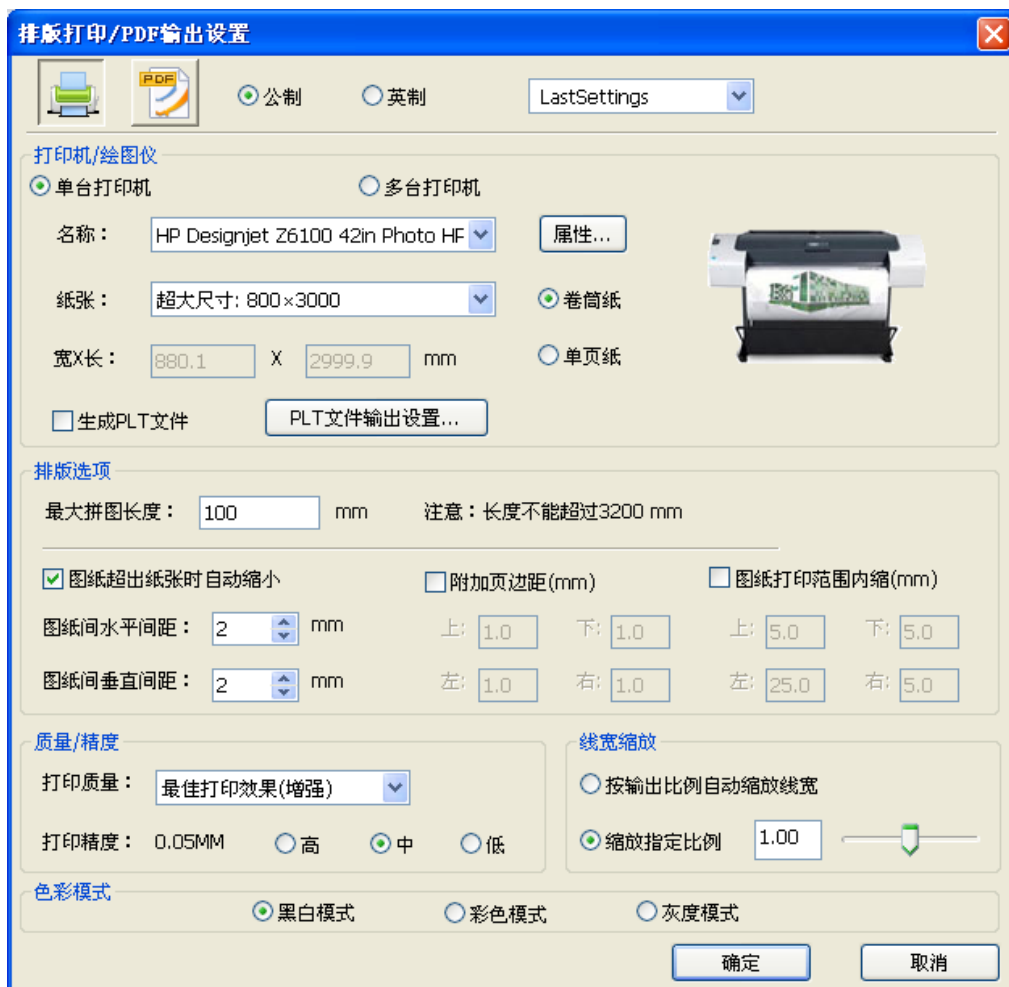 排版打印/PDF输出设置
PDF 公制 英制 LastSettings
打印机/绘图仪
单台打印机 多台打印机
名称： HP Designjet Z6100 42in Photo HF 属性...
纸张： 超大尺寸: 800×3000 卷筒纸
宽X长： 880.1 X 2999.9 mm 单页纸
生成PLT文件 PLT文件输出设置...
排版选项
最大拼图长度： 100 mm 注意：长度不能超过3200 mm
图纸超出纸张时自动缩小 附加页边距(mm) 图纸打印范围内缩(mm)
图纸间水平间距： 2 mm 上: 1.0 下: 1.0 上: 5.0 下: 5.0
图纸间垂直间距： 2 mm 左: 1.0 右: 1.0 左: 25.0 右: 5.0
质量/精度 线宽缩放
打印质量： 最佳打印效果(增强) 按输出比例自动缩放线宽
打印精度： 0.05MM 高 中 低 缩放指定比例 1.00
色彩模式
黑白模式 彩色模式 灰度模式
确定 取消